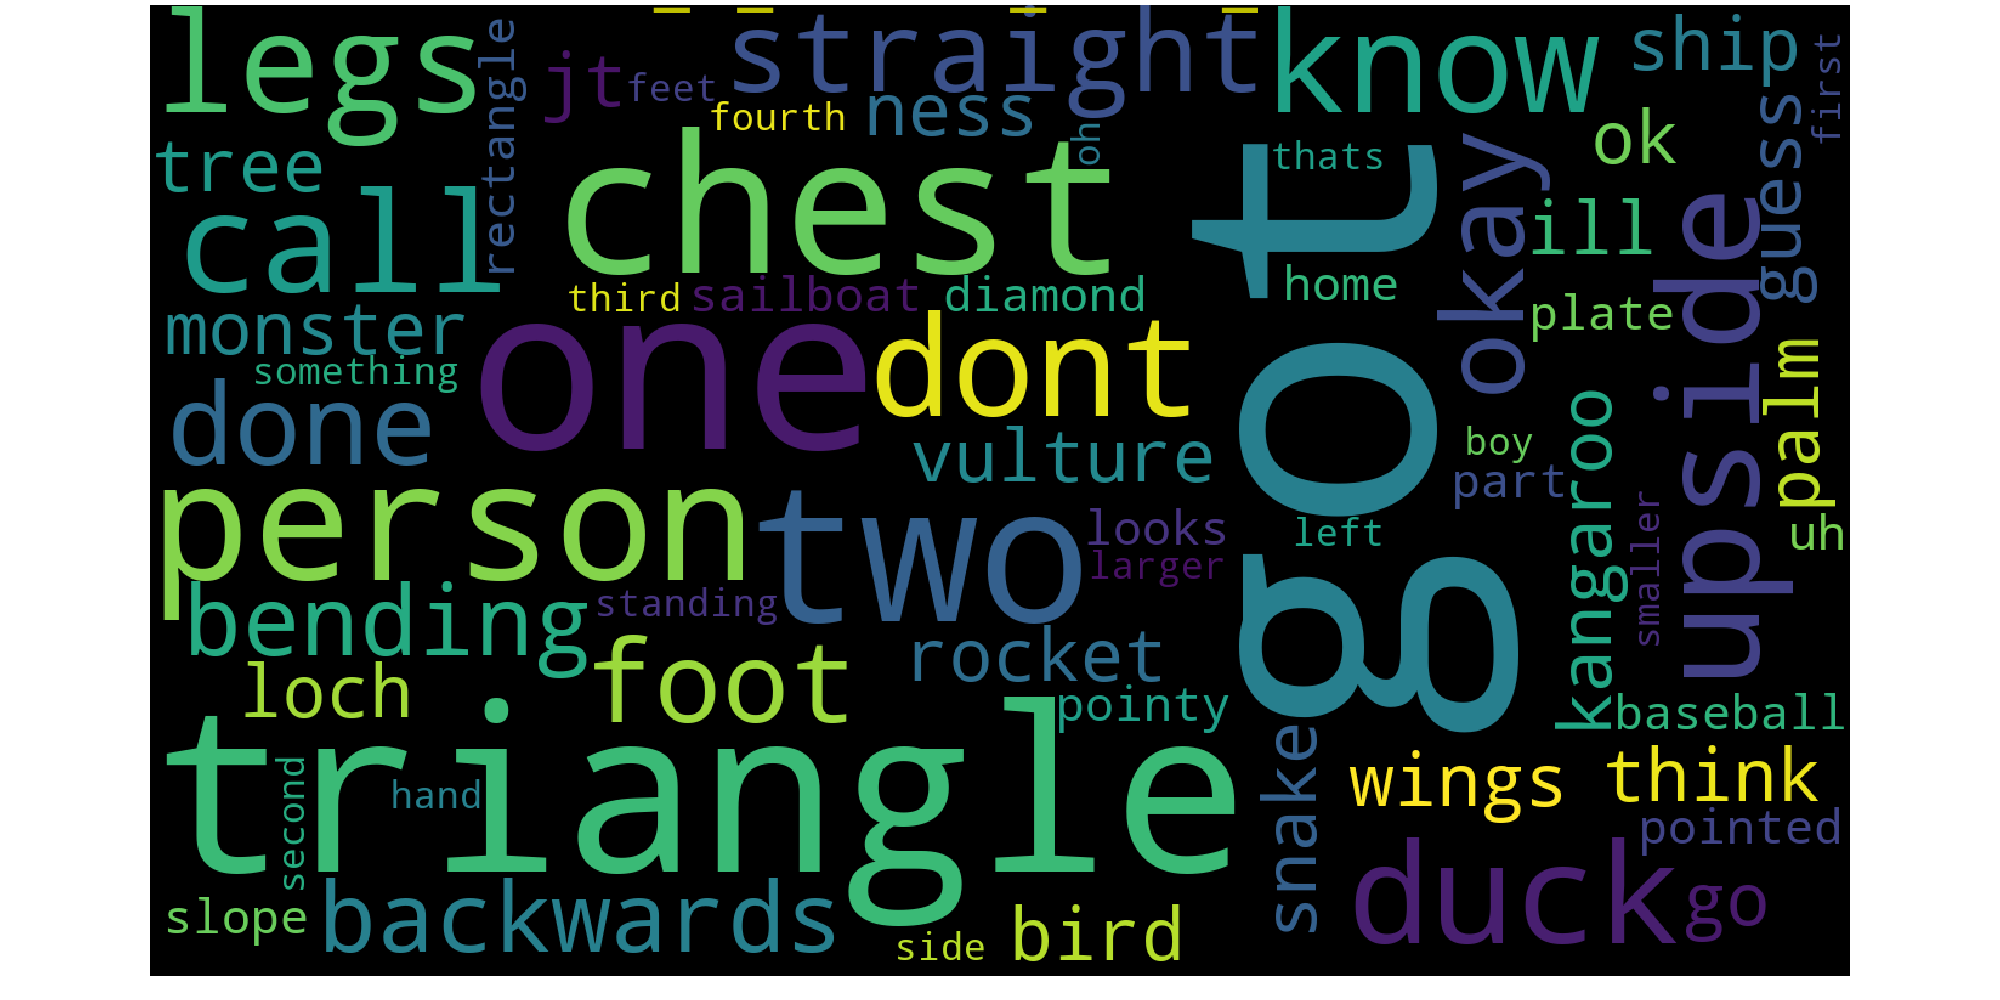 legs
rectangle
jt
feet
straight
know
ship
first
fourth
ness
oh
thats
ok
guess
tree
call
chest
got
okay
ill
upside
third
sailboat
diamond
home
plate
monster
something
one
dont
palm
done
vulture
boy
part
kangaroo
person
two
looks
larger
left
smaller
uh
bending
standing
rocket
loch
foot
pointy
baseball
triangle
second
hand
snake
wings
think
pointed
slope
backwards
side
bird
duck
go